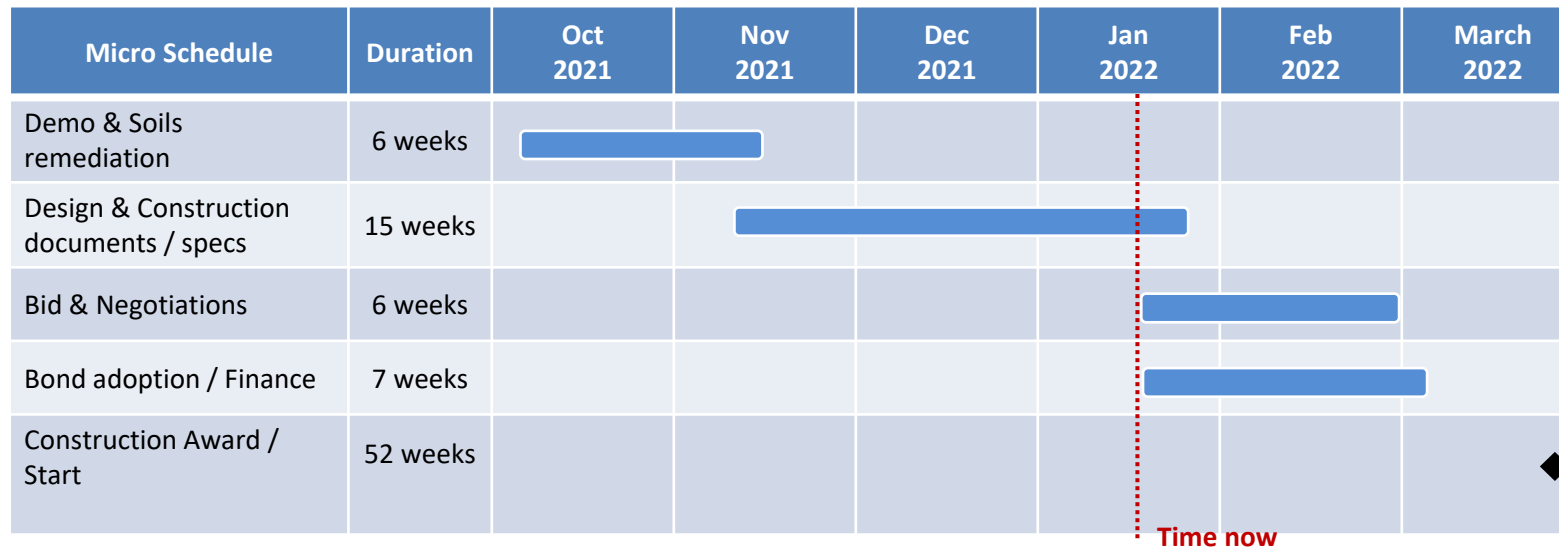 Micro Schedule
Duration
Oct
2021
Nov
2021
Dec
2021
Jan
2022
Feb
2022
March
2022
Demo & Soils
remediation
6 weeks
Design & Construction
documents / specs
15 weeks
Bid & Negotiations
6 weeks
Bond adoption / Finance
7 weeks
Construction Award /
Start
52 weeks
Time now